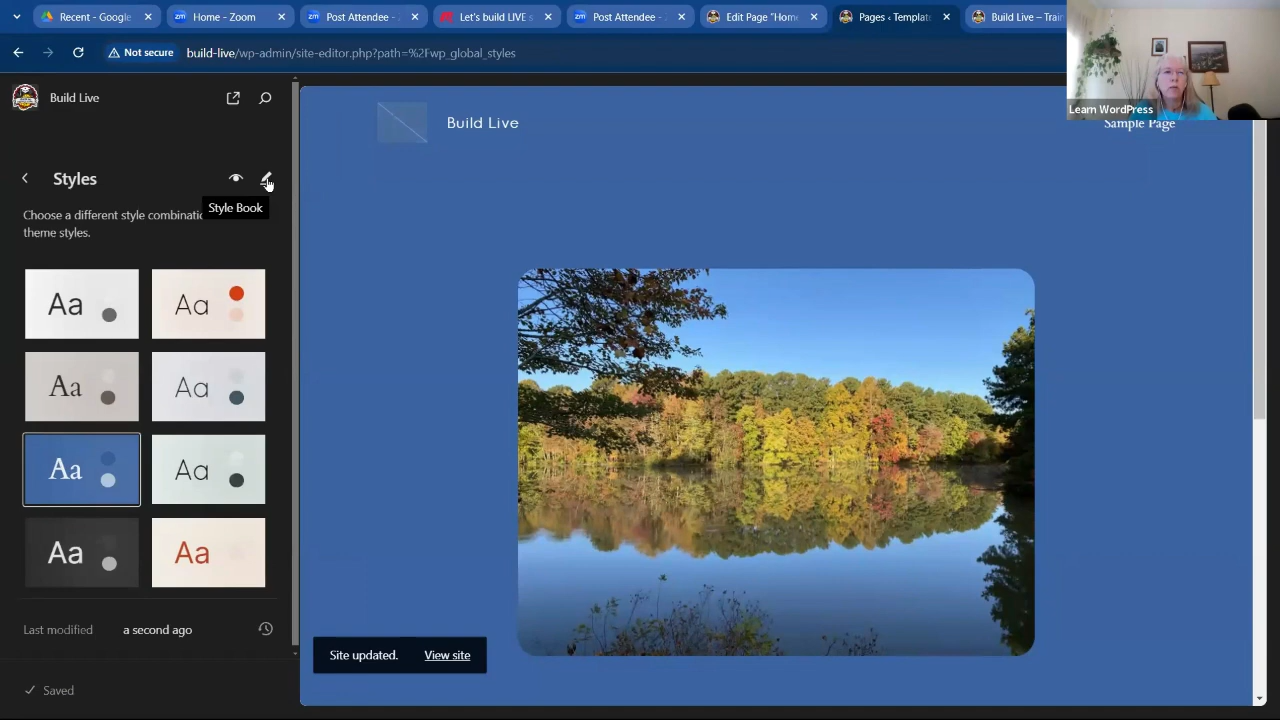 Recent - Google
Home - Zoom
Post Attendee -
Let's build LIVE s
Post Attendee -
Edit Page "Hom
Pages ‹ Templat
Build Live – Train
Not secure
build-live/wp-admin/site-editor.php?path=%2Fwp_global_styles
Learn WordPress
Build Live
Build Live
Sample Page
Styles
Style Book
Choose a different style combinatio
theme styles.
Aa
Aa
Aa
Aa
Aa
Aa
Aa
Aa
Last modified a second ago
Site updated. View site
Saved